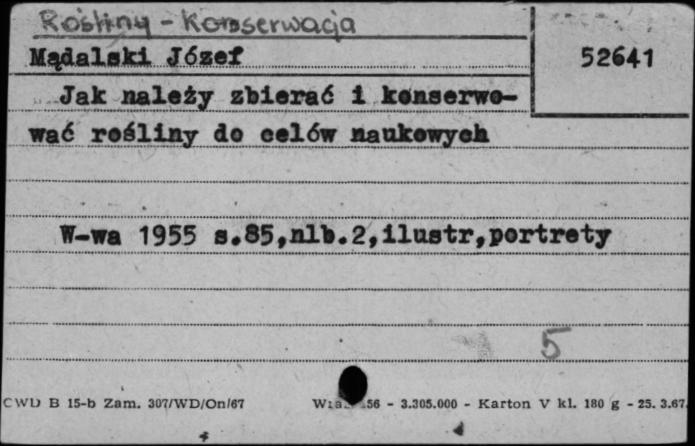 Rośliny - Konserwacja
Mądalski Józef
52641
Jak należy zbierać i konserwo-
wać rośliny do celów naukowych
W-wa 1955 s.85,nlb.2,ilustr,portrety
5
CWD B 15-b Zam. 307/WD/On/67
56 - 3.305.000 - Karton V kl. 180 g - 25. 3.67